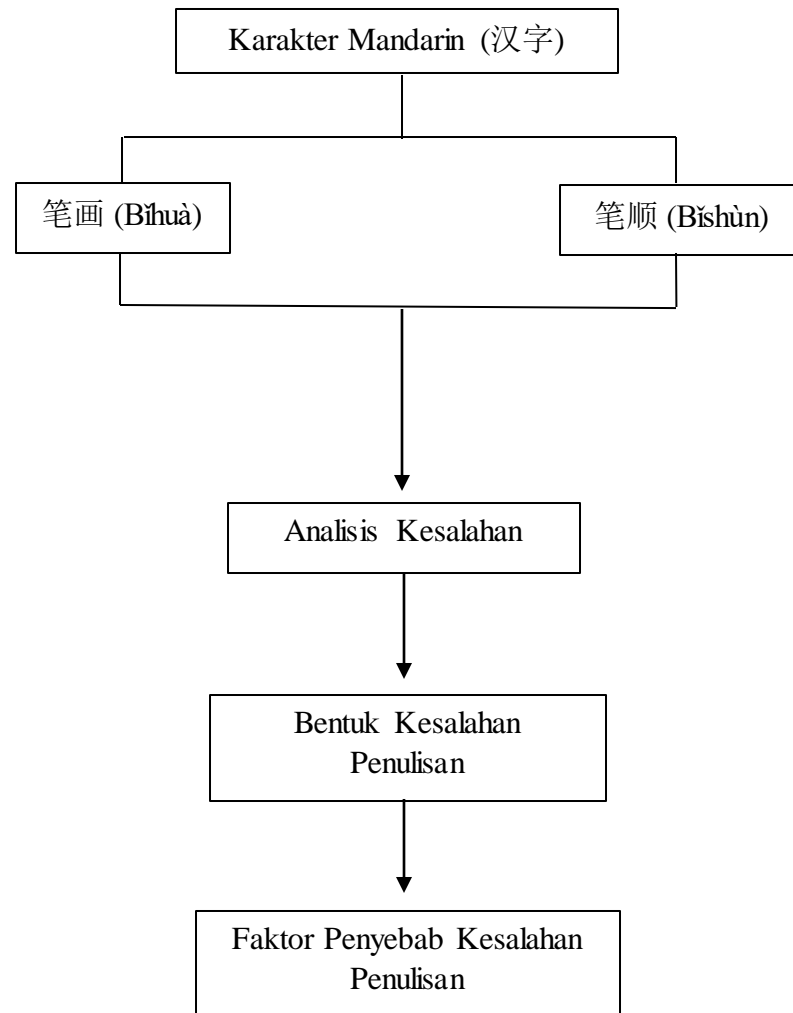 Karakter Mandarin (汉字)
笔画 (Bǐhuà)
笔顺 (Bǐshùn)
Analisis Kesalahan
Bentuk Kesalahan
Penulisan
Faktor Penyebab Kesalahan
Penulisan